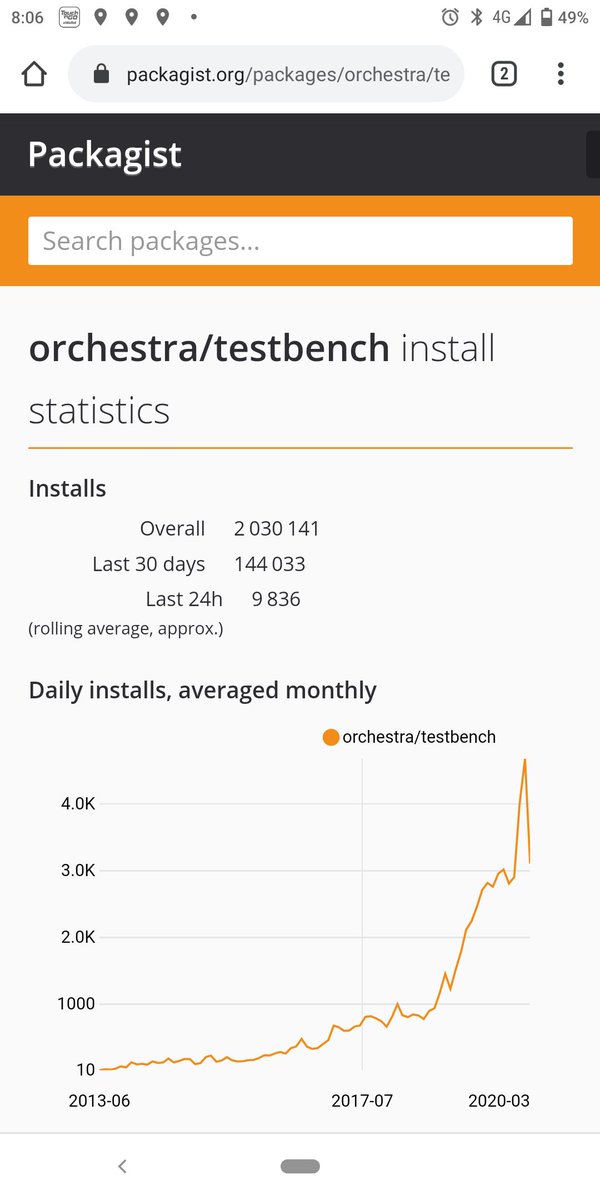 8:06
4G
49%
packagist.org/packages/orchestra/te
2
Packagist
Search packages...
orchestra/testbench install
statistics
Installs
Overall 2 030 141
Last 30 days 144 033
Last 24h 9 836
(rolling average, approx.)
Daily installs, averaged monthly
orchestra/testbench
4.0K
3.0K
2.0K
1000
10
2013-06 2017-07 2020-03